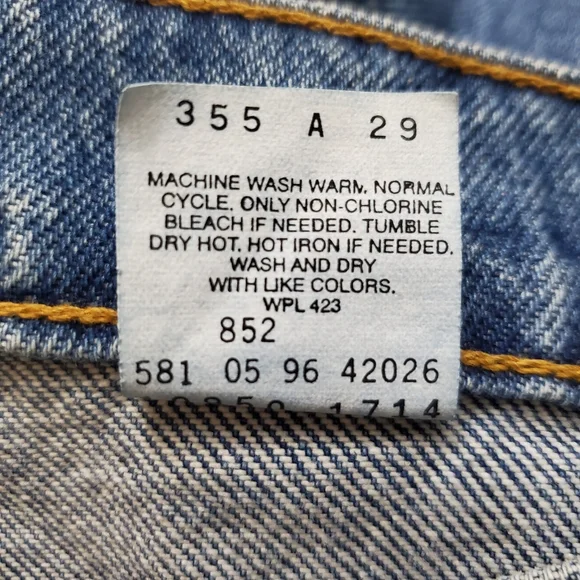 355 A 29
MACHINE WASH WARM, NORMAL
CYCLE. ONLY NON-CHLORINE
BLEACH IF NEEDED. TUMBLE
DRY HOT. HOT IRON IF NEEDED.
WASH AND DRY
WITH LIKE COLORS.
WPL 423
852
581 05 96 42026
1714